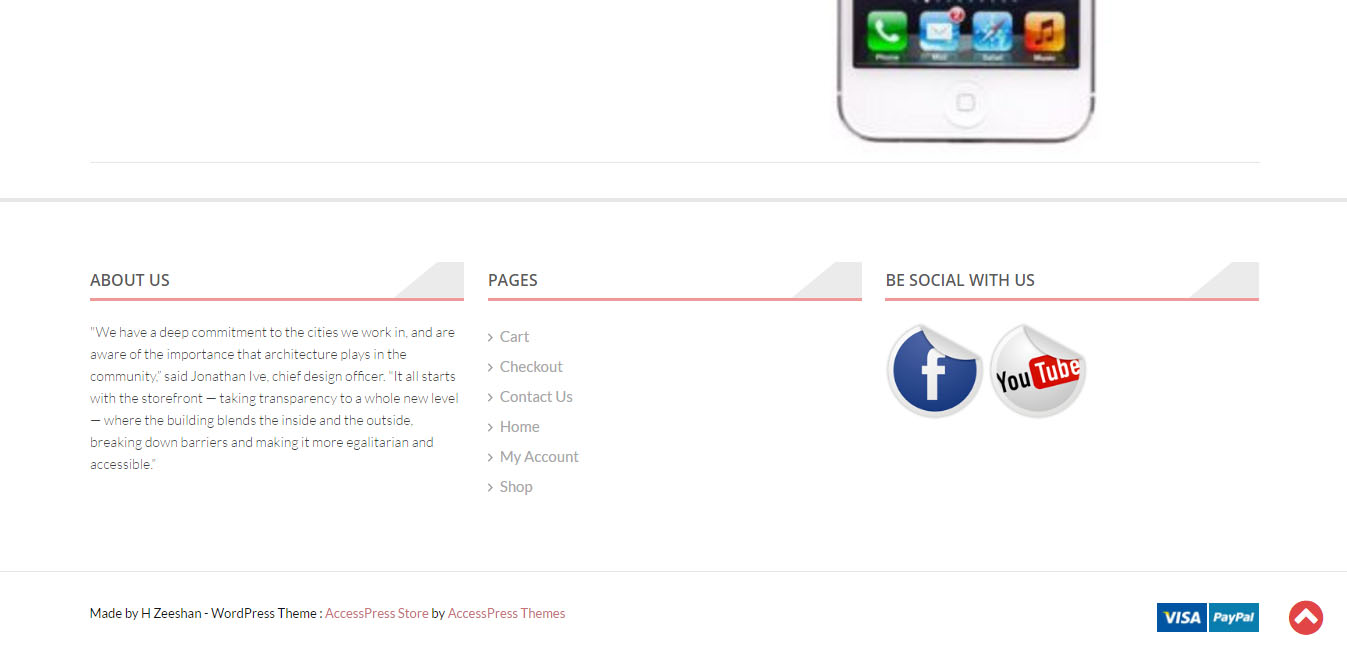 Phone Mail Safari Music
ABOUT US
"We have a deep commitment to the cities we work in, and are
aware of the importance that architecture plays in the
community," said Jonathan Ive, chief design officer. "It all starts
with the storefront — taking transparency to a whole new level
— where the building blends the inside and the outside,
breaking down barriers and making it more egalitarian and
accessible."
PAGES
Cart
Checkout
Contact Us
Home
My Account
Shop
BE SOCIAL WITH US
f
You Tube
Made by H Zeeshan - WordPress Theme : AccessPress Store by AccessPress Themes
VISA PayPal